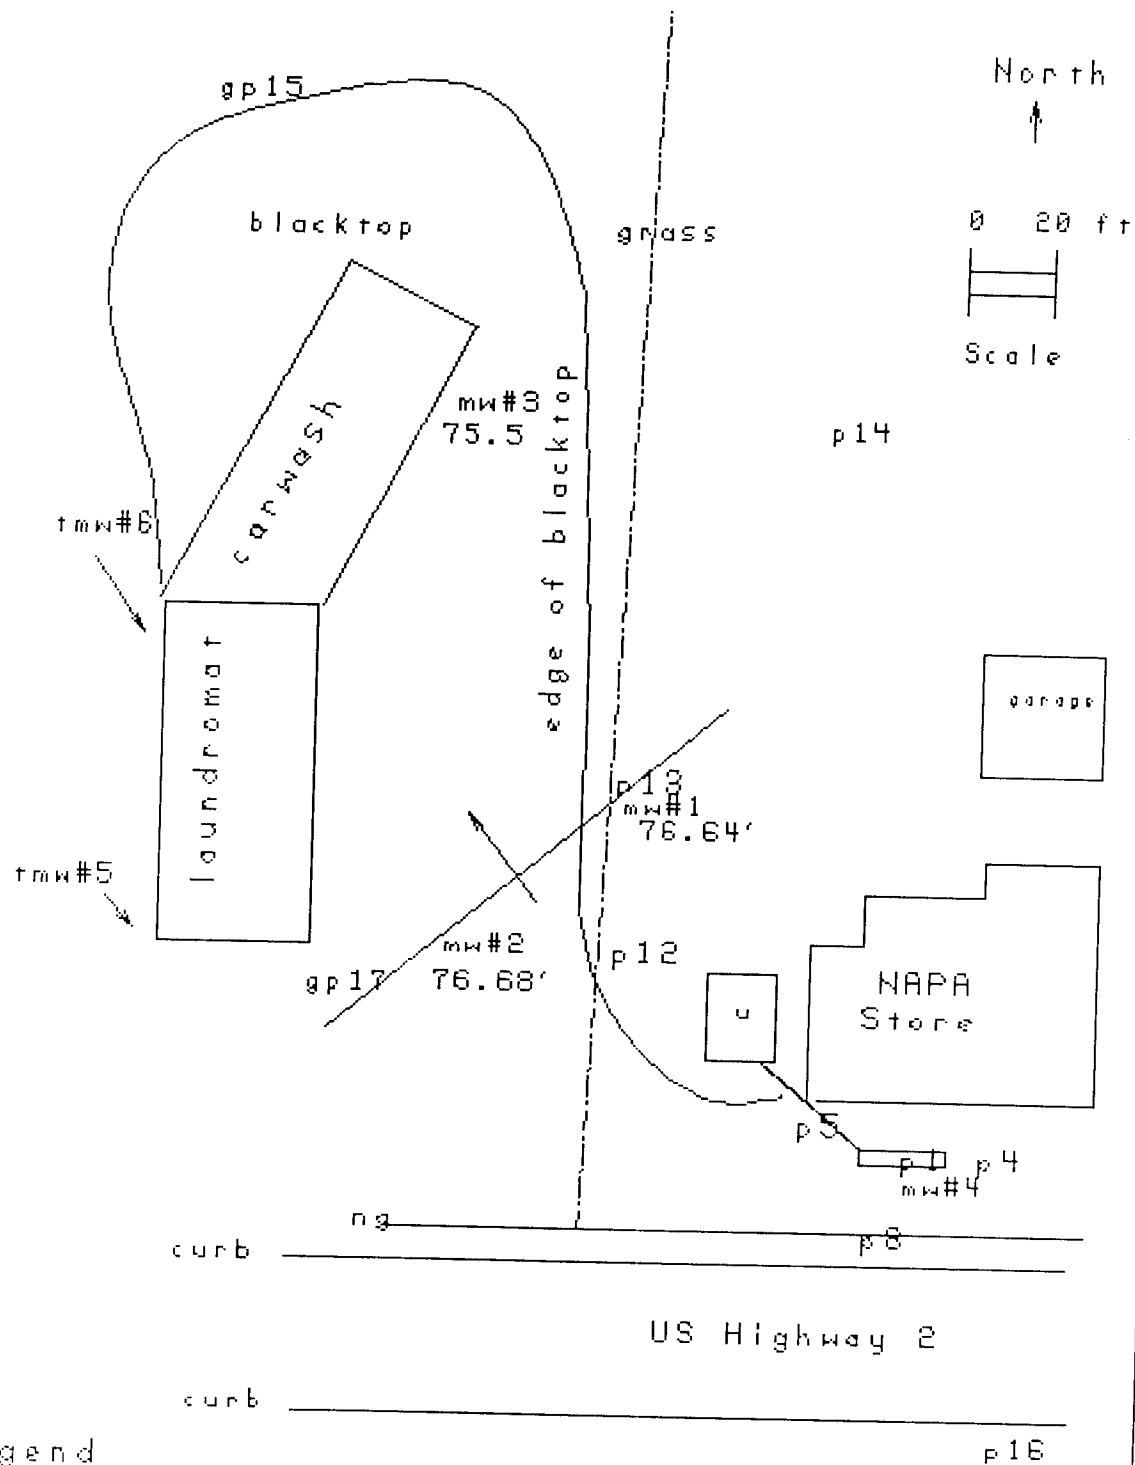 North
gp15
blacktop
grass
0 20 ft
Scale
mw#3
75.5
p14
carwash
edge of blacktop
tmw#6
laundromat
garage
p13
mw#1
76.64'
tmw#5
mw#2
76.68'
gp17
p12
u
NAPA
Store
p5
p1
p4
mw#4
ng
p8
curb
US Highway 2
curb
gend
p16